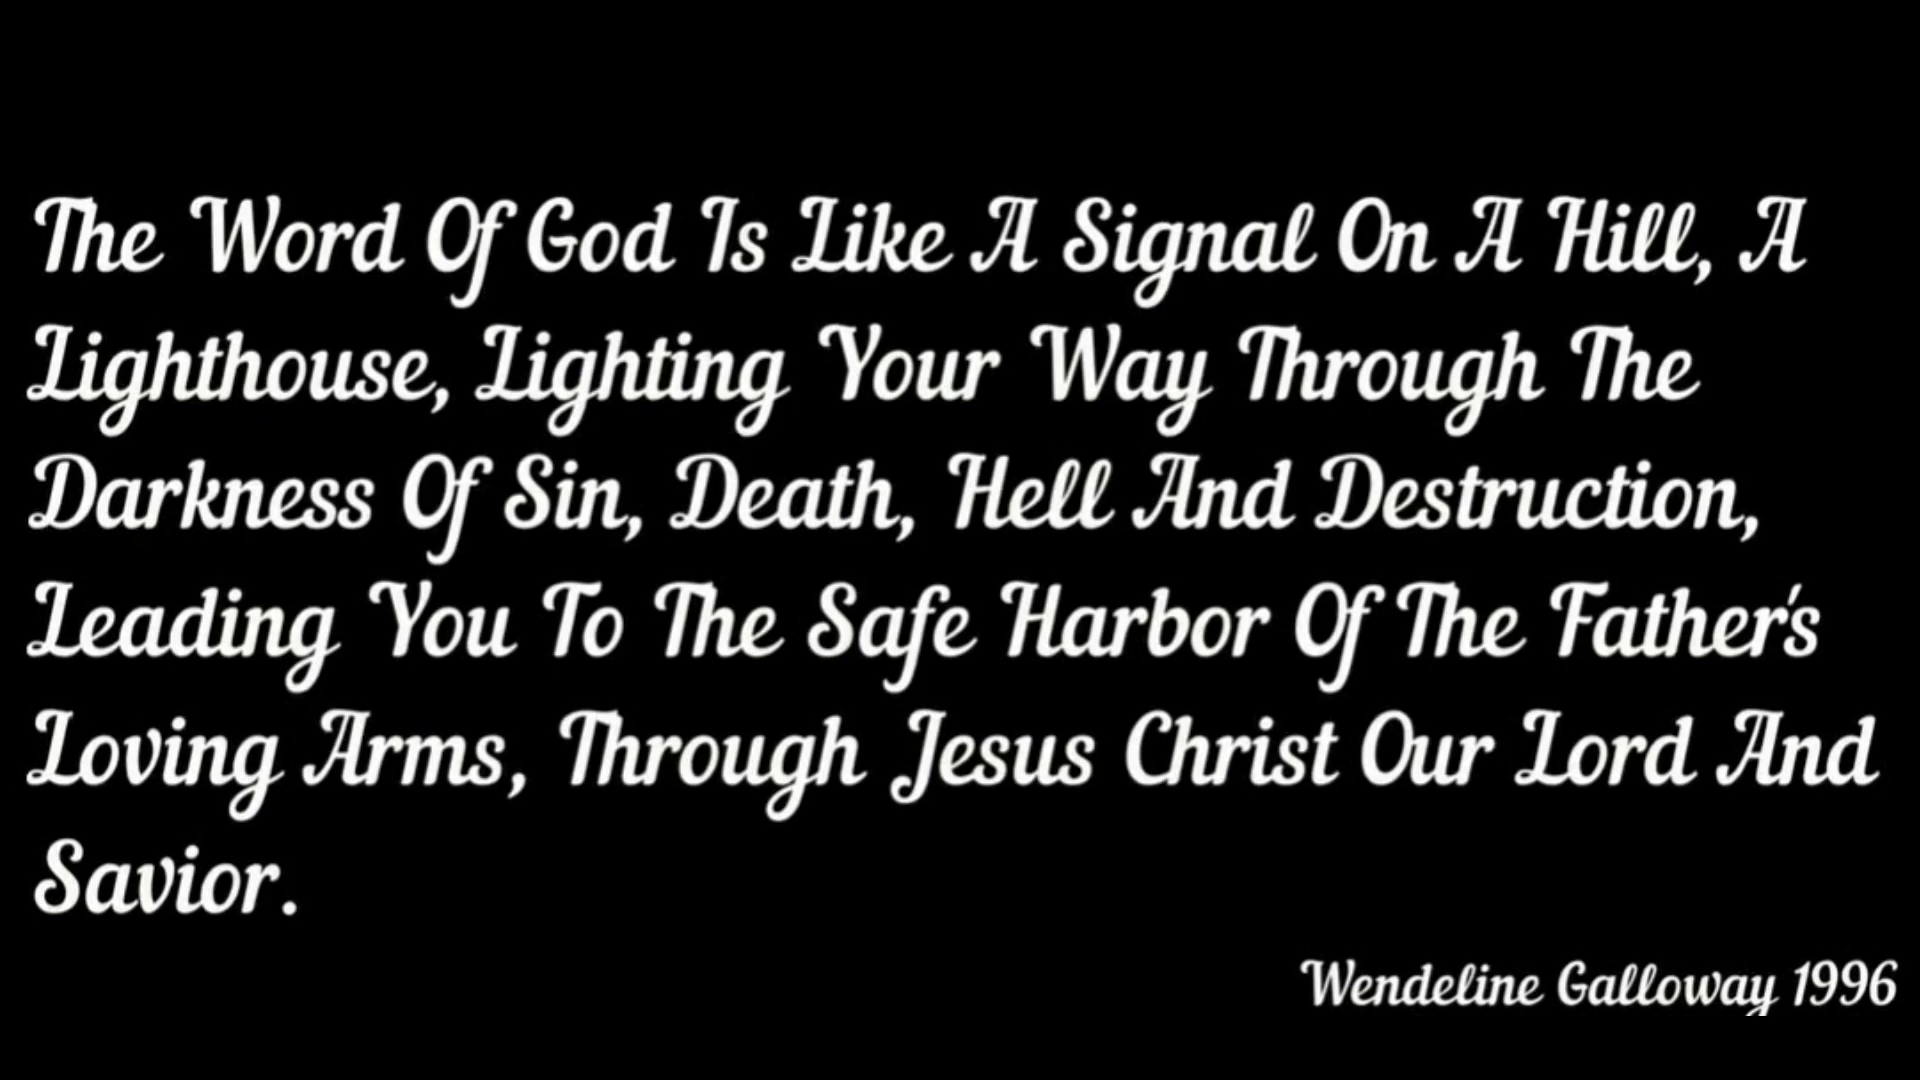 The Word Of God Is Like A Signal On A Hill, A
Lighthouse, Lighting Your Way Through The
Darkness Of Sin, Death, Hell And Destruction,
Leading You To The Safe Harbor Of The Father's
Loving Arms, Through Jesus Christ Our Lord And
Savior.
Wendeline Galloway 1996